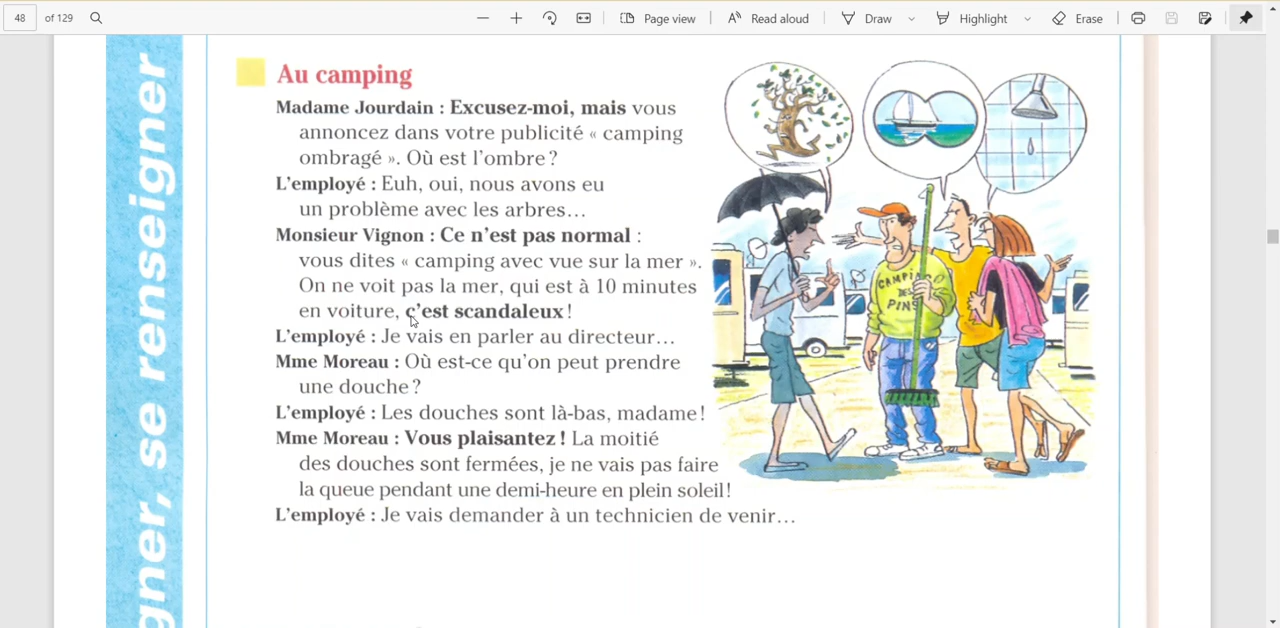 48 of 129 Page view Read aloud Draw Highlight Erase
Au camping
Madame Jourdain : Excusez-moi, mais vous
annoncez dans votre publicité « camping
ombragé ». Où est l'ombre ?
L'employé : Euh, oui, nous avons eu
un problème avec les arbres...
Monsieur Vignon : Ce n'est pas normal :
vous dites « camping avec vue sur la mer ».
On ne voit pas la mer, qui est à 10 minutes
en voiture, c'est scandaleux !
L'employé : Je vais en parler au directeur...
Mme Moreau : Où est-ce qu'on peut prendre
une douche ?
L'employé : Les douches sont là-bas, madame !
Mme Moreau : Vous plaisantez ! La moitié
des douches sont fermées, je ne vais pas faire
la queue pendant une demi-heure en plein soleil !
L'employé : Je vais demander à un technicien de venir...
CAMPING
DES
PINS
gner, se renseigner